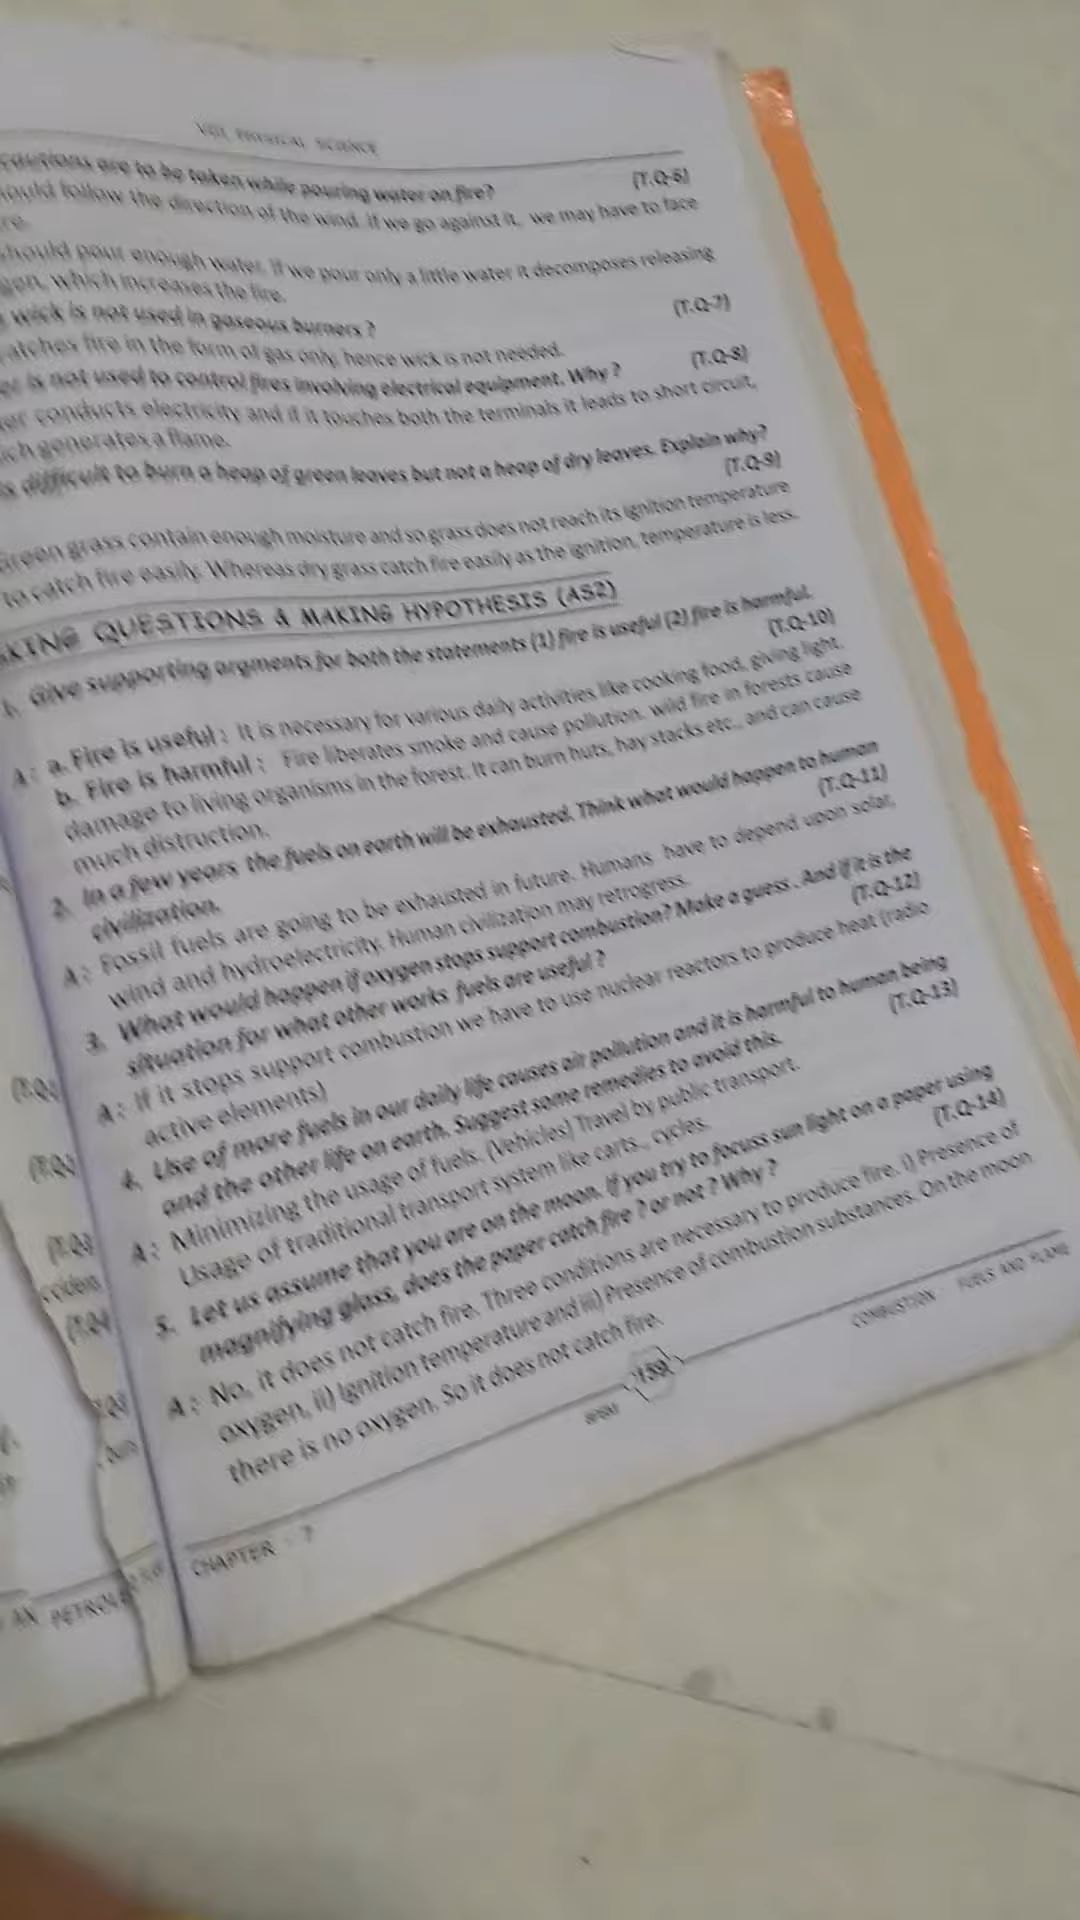 VIII PHYSICAL SCIENCE
cautions are to be taken while pouring water on fire? (T.Q-6)
ould follow the direction of the wind. if we go against it, we may have to face
re.
should pour enough water. If we pour only a little water it decomposes releasing
gen, which increases the fire.
wick is not used in gaseous burners ? (T.Q-7)
atches fire in the form of gas only, hence wick is not needed.
er is not used to control fires involving electrical equipment. Why ? (T.Q-8)
ter conducts electricity and if it touches both the terminals it leads to short circuit,
ich generates a flame.
is difficult to burn a heap of green leaves but not a heap of dry leaves. Explain why?
(T.Q-9)
Green grass contain enough moisture and so grass does not reach its ignition temperature
to catch fire easily. Whereas dry grass catch fire easily as the ignition, temperature is less.
KING QUESTIONS & MAKING HYPOTHESIS (AS2)
1. Give supporting argments for both the statements (1) fire is useful (2) fire is harmful.
(T.Q-10)
A : a. Fire is useful : It is necessary for various daily activities like cooking food, giving light.
b. Fire is harmful : Fire liberates smoke and cause pollution. wild fire in forests cause
damage to living organisms in the forest. It can burn huts, hay stacks etc., and can cause
much distruction.
2. In a few years the fuels on earth will be exhausted. Think what would happen to human
civilization. (T.Q-11)
A : Fossil fuels are going to be exhausted in future. Humans have to depend upon solar,
wind and hydroelectricity. Human civilization may retrogress.
3. What would happen if oxygen stops support combustion? Make a guess . And if it is the
situation for what other works fuels are useful ? (T.Q-12)
A : If it stops support combustion we have to use nuclear reactors to produce heat (radio
active elements)
4. Use of more fuels in our daily life causes air pollution and it is harmful to human being
and the other life on earth. Suggest some remedies to avoid this. (T.Q-13)
A : Minimizing the usage of fuels. (Vehicles) Travel by public transport.
Usage of traditional transport system like carts., cycles.
5. Let us assume that you are on the moon. If you try to focuss sun light on a paper using
magnifying glass, does the paper catch fire ? or not ? Why ? (T.Q-14)
A : No, it does not catch fire. Three conditions are necessary to produce fire. i) Presence of
oxygen, ii) Ignition temperature and iii) Presence of combustion substances. On the moon
there is no oxygen, So it does not catch fire.
CHAPTER - 7
159
COMBUSTION - FUELS AND FLAME